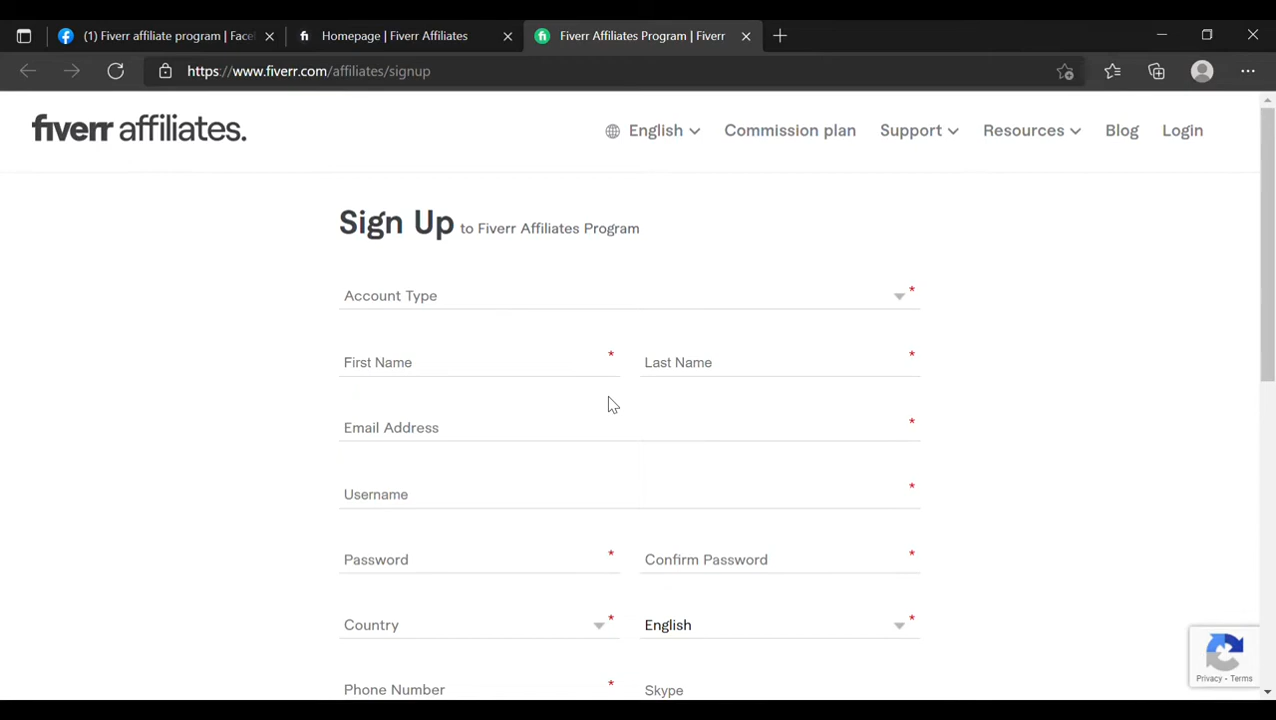 (1) Fiverr affiliate program | Face
Homepage | Fiverr Affiliates
Fiverr Affiliates Program | Fiverr
https://www.fiverr.com/affiliates/signup
fiverr affiliates.
English
Commission plan
Support
Resources
Blog
Login
Sign Up to Fiverr Affiliates Program
Account Type *
First Name *
Last Name *
Email Address *
Username *
Password *
Confirm Password *
Country *
English *
Phone Number *
Skype
Privacy - Terms